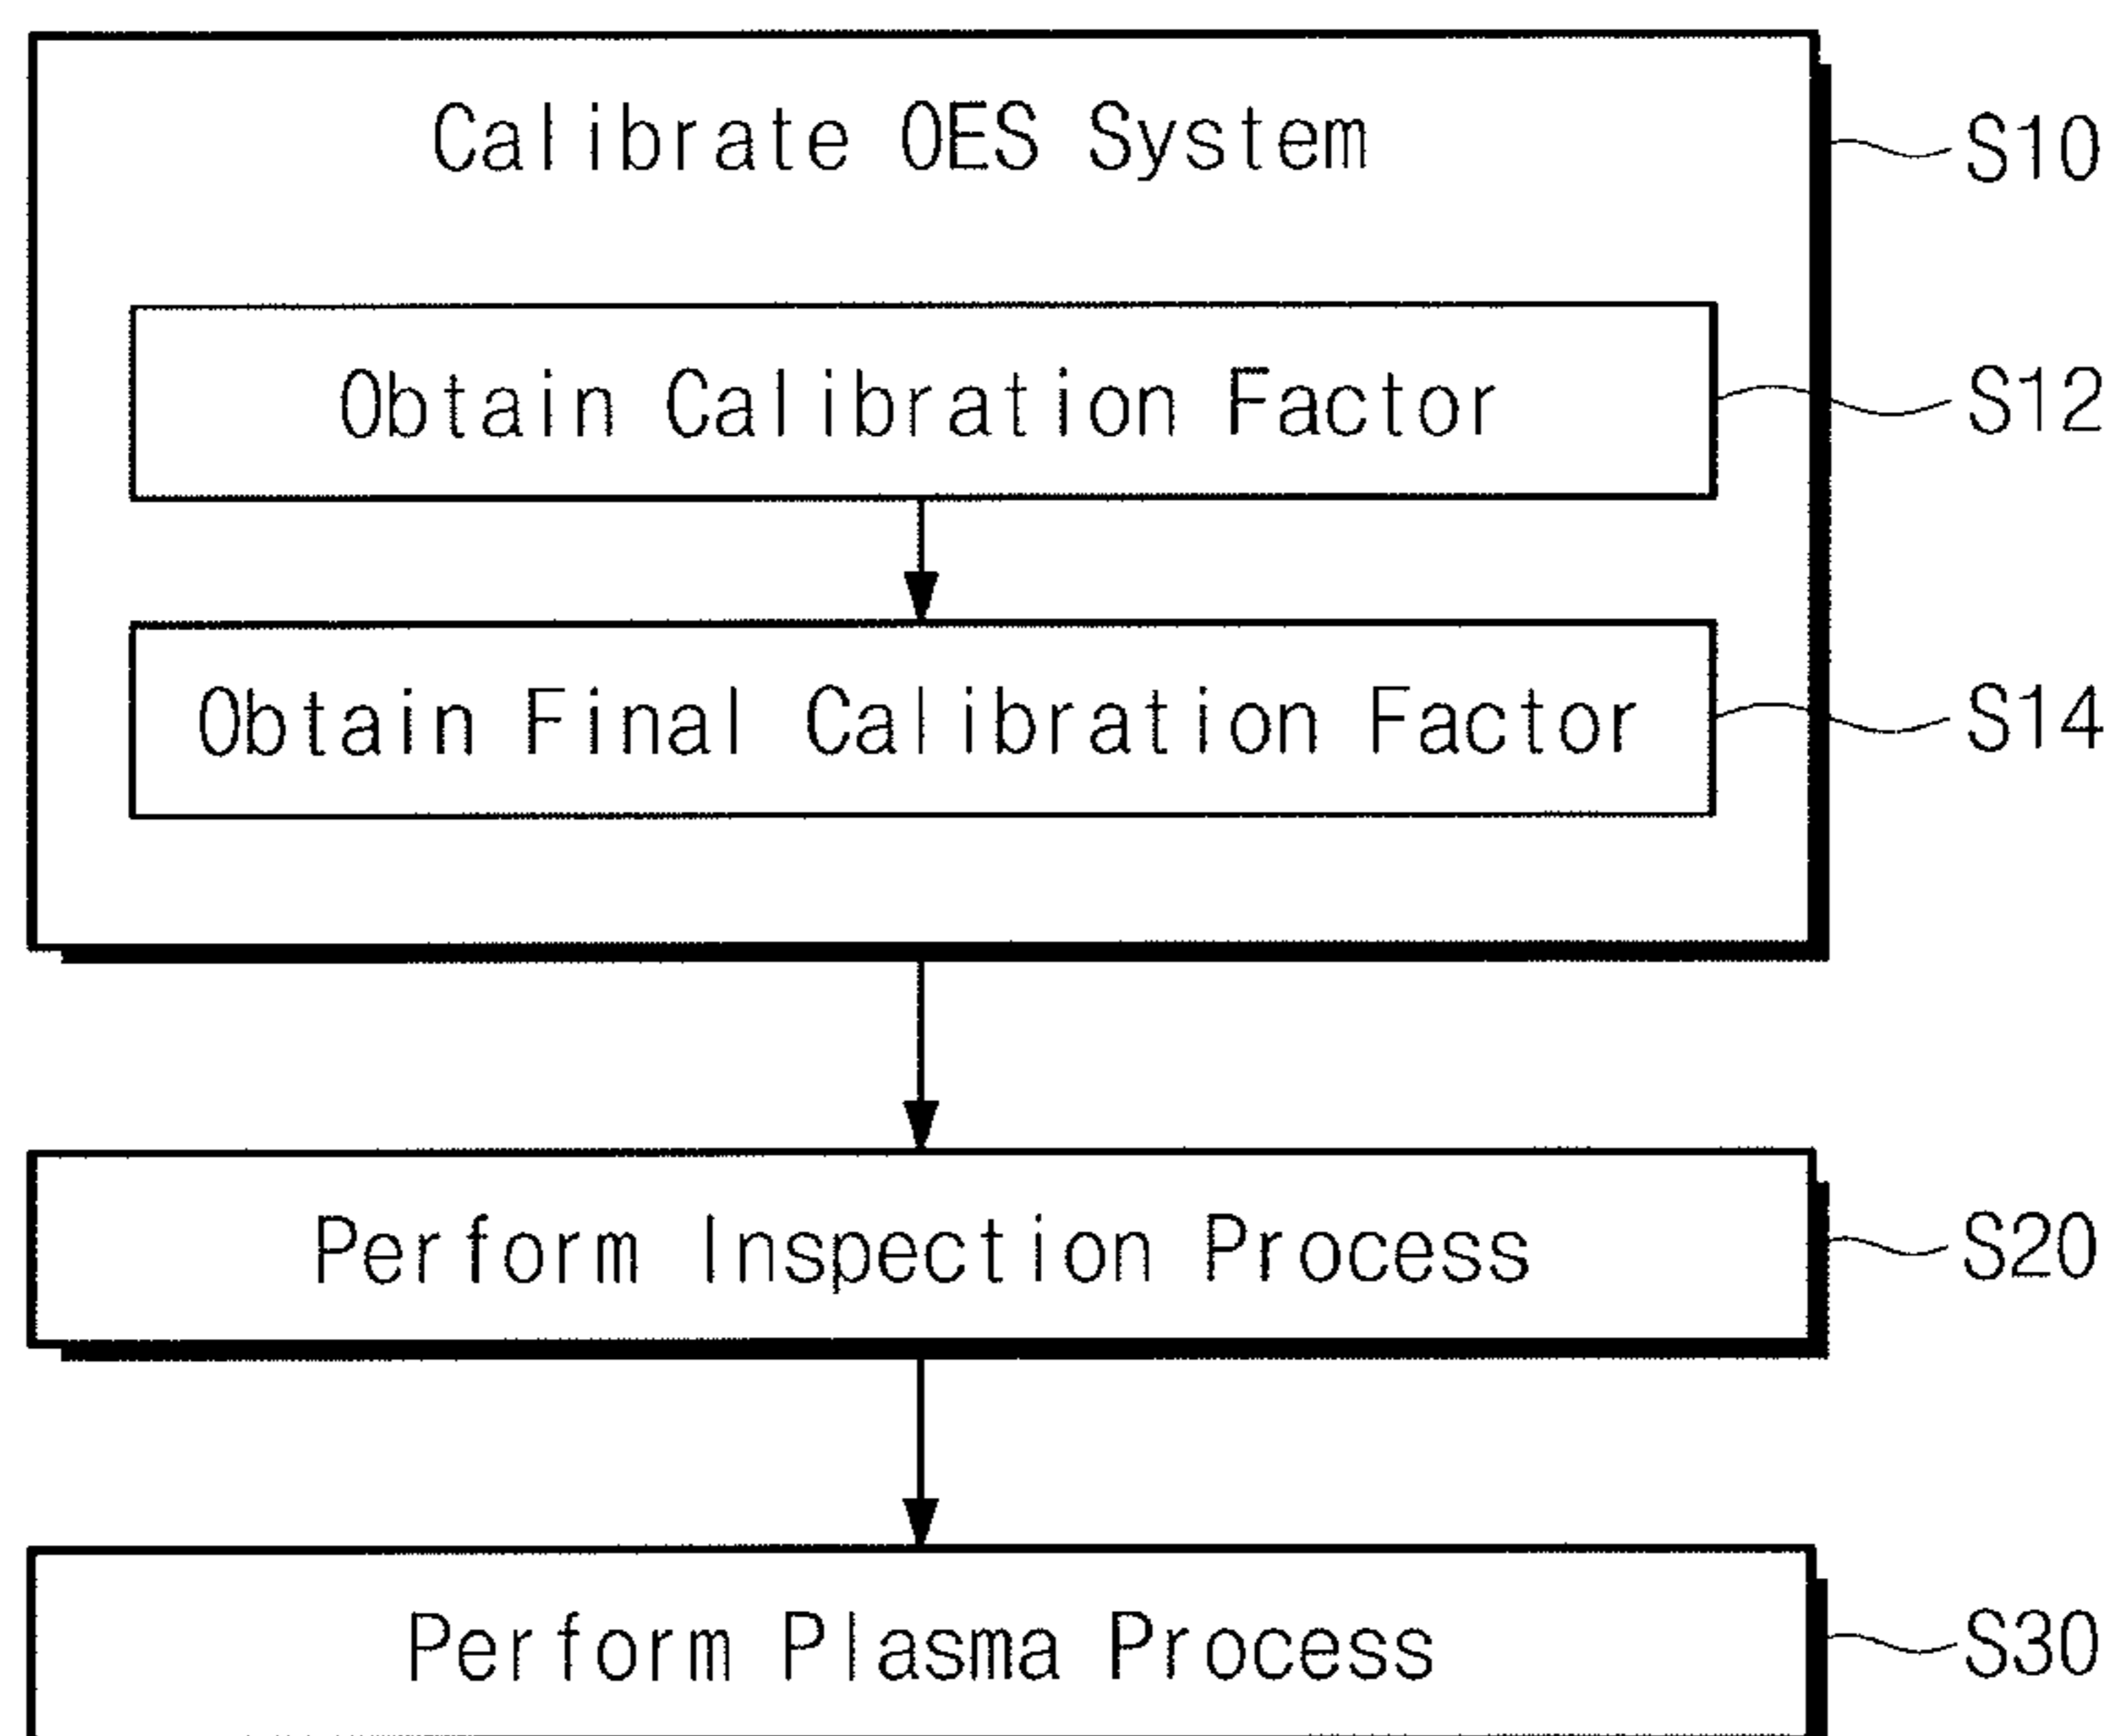 Calibrate OES System
S10
Obtain Calibration Factor
S12
Obtain Final Calibration Factor
S14
Perform Inspection Process
S20
Perform Plasma Process
S30